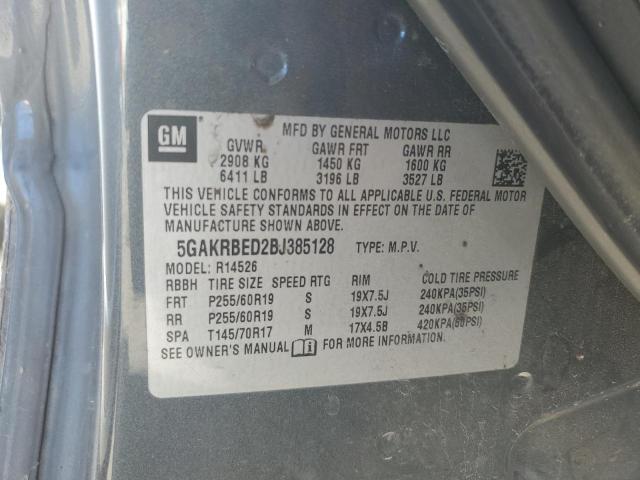 GM
MFD BY GENERAL MOTORS LLC
GVWR GAWR FRT GAWR RR
2908 KG 1450 KG 1600 KG
6411 LB 3196 LB 3527 LB
THIS VEHICLE CONFORMS TO ALL APPLICABLE U.S. FEDERAL MOTOR
VEHICLE SAFETY STANDARDS IN EFFECT ON THE DATE OF
MANUFACTURE SHOWN ABOVE.
5GAKRBED2BJ385128 TYPE: M.P.V.
MODEL: R14526
RBBH TIRE SIZE SPEED RTG RIM COLD TIRE PRESSURE
FRT P255/60R19 S 19X7.5J 240KPA(35PSI)
RR P255/60R19 S 19X7.5J 240KPA(35PSI)
SPA T145/70R17 M 17X4.5B 420KPA(60PSI)
SEE OWNER'S MANUAL FOR MORE INFORMATION.